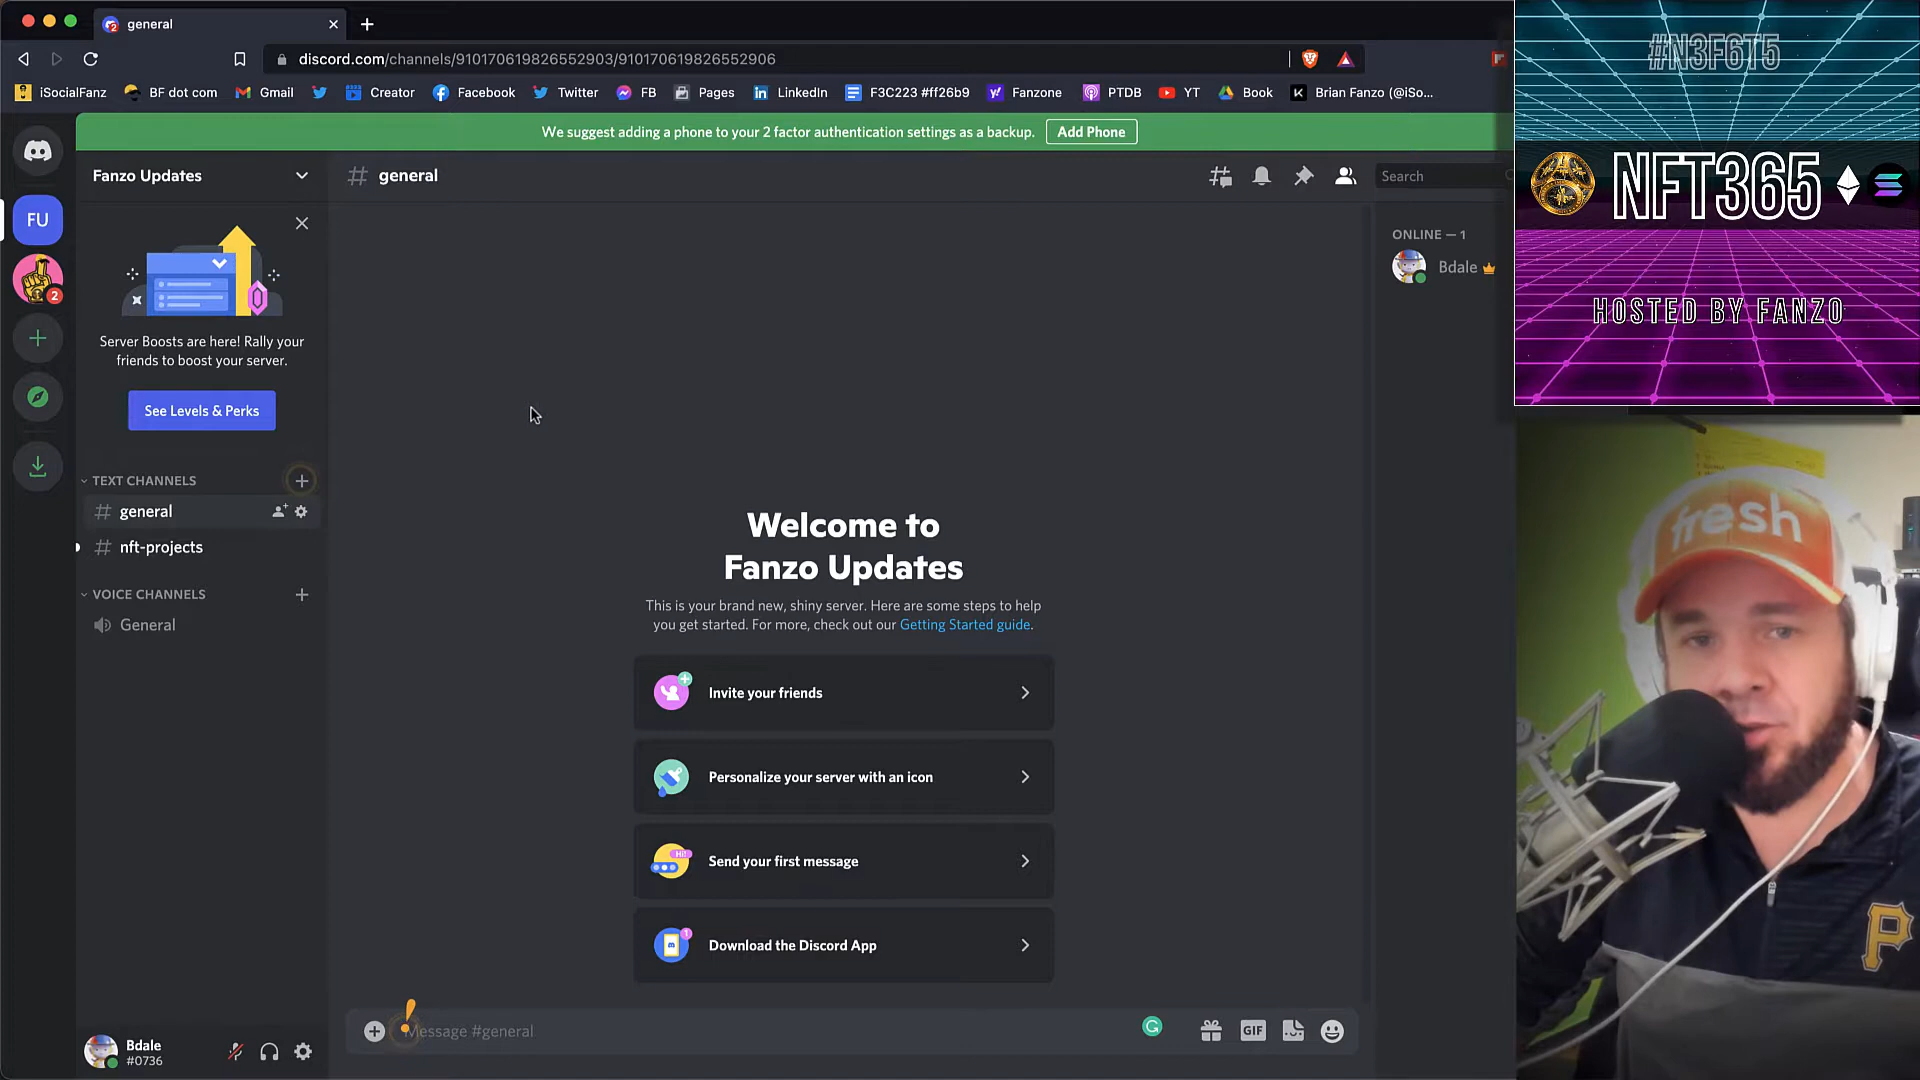 general
discord.com/channels/910170619826552903/910170619826552906
iSocialFanz
BF dot com
Gmail
Creator
Facebook
Twitter
FB
Pages
LinkedIn
F3C223 #ff26b9
Fanzone
PTDB
YT
Book
Brian Fanzo (@iSo...
We suggest adding a phone to your 2 factor authentication settings as a backup.
Add Phone
Fanzo Updates
general
Search
FU
2
Server Boosts are here! Rally your
friends to boost your server.
See Levels & Perks
TEXT CHANNELS
general
nft-projects
VOICE CHANNELS
General
ONLINE — 1
Bdale
Welcome to
Fanzo Updates
This is your brand new, shiny server. Here are some steps to help
you get started. For more, check out our Getting Started guide.
Invite your friends
Personalize your server with an icon
Hi!
Send your first message
1
Download the Discord App
Message #general
GIF
Bdale
#0736
#N3F6T5
NFT365
HOSTED BY FANZO
fresh
P